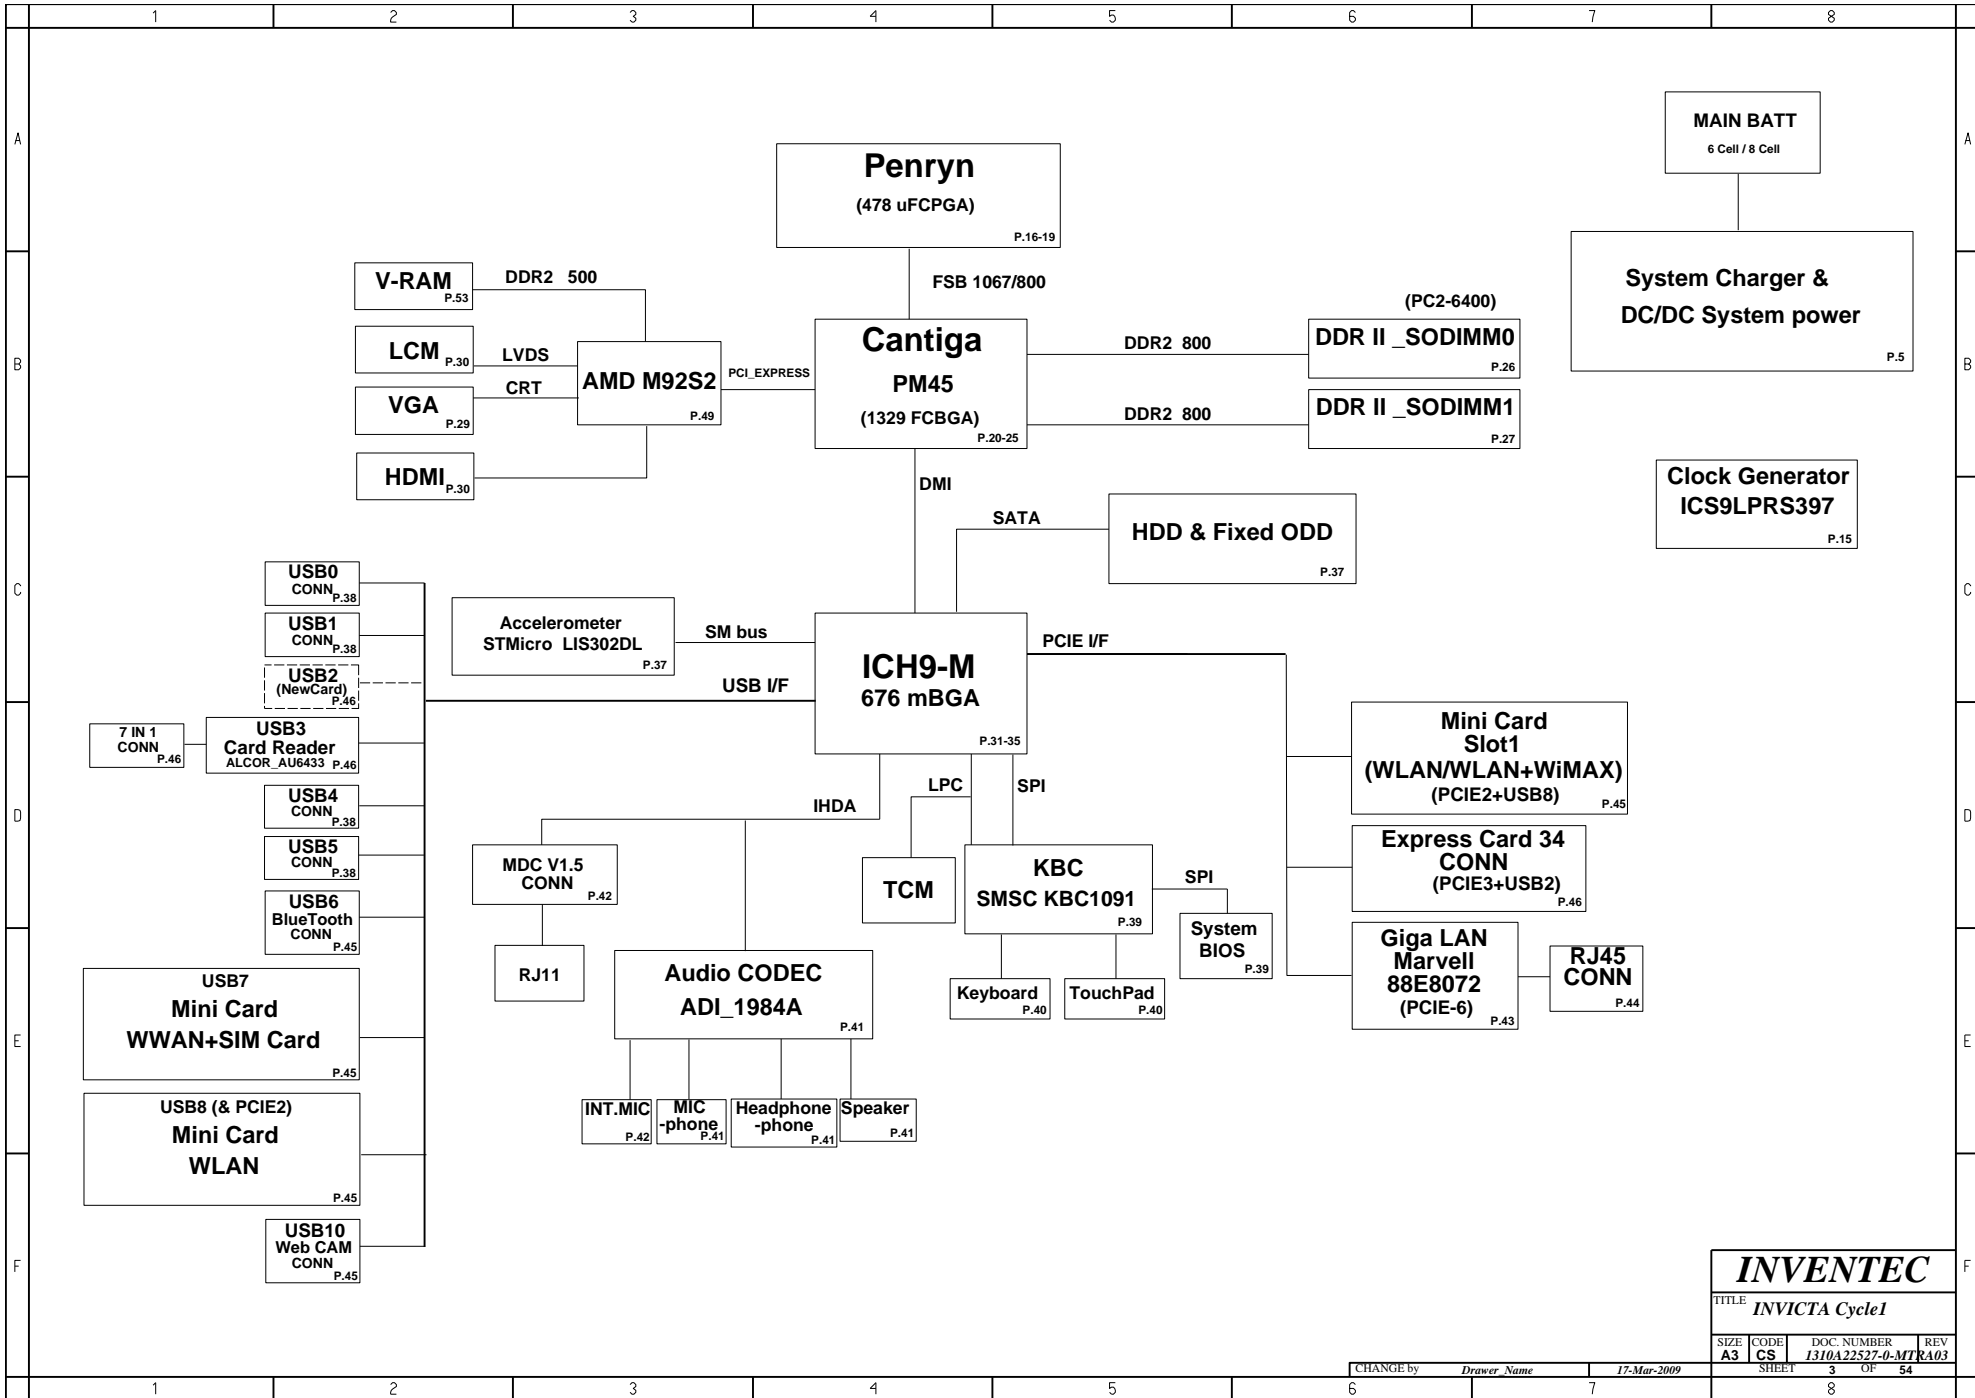 1 2 3 4 5 6 7 8
A
B
C
D
E
F
A
B
C
D
E
F
MAIN BATT
6 Cell / 8 Cell
System Charger &
DC/DC System power
P.5
Clock Generator
ICS9LPRS397
P.15
Penryn
(478 uFCPGA)
P.16-19
FSB 1067/800
Cantiga
PM45
(1329 FCBGA)
P.20-25
V-RAM
P.53
DDR2 500
LCM
P.30
LVDS
VGA
P.29
CRT
HDMI
P.30
AMD M92S2
P.49
PCI_EXPRESS
DDR2 800
(PC2-6400)
DDR II _SODIMM0
P.26
DDR2 800
DDR II _SODIMM1
P.27
DMI
SATA
HDD & Fixed ODD
P.37
Accelerometer
STMicro LIS302DL
P.37
SM bus
USB I/F
ICH9-M
676 mBGA
P.31-35
PCIE I/F
USB0
CONN
P.38
USB1
CONN
P.38
USB2
(NewCard)
P.46
7 IN 1
CONN
P.46
USB3
Card Reader
ALCOR_AU6433 P.46
USB4
CONN
P.38
USB5
CONN
P.38
USB6
BlueTooth
CONN
P.45
USB7
Mini Card
WWAN+SIM Card
P.45
USB8 (& PCIE2)
Mini Card
WLAN
P.45
USB10
Web CAM
CONN
P.45
IHDA
LPC
SPI
MDC V1.5
CONN
P.42
RJ11
TCM
KBC
SMSC KBC1091
P.39
SPI
System
BIOS
P.39
Keyboard
P.40
TouchPad
P.40
Audio CODEC
ADI_1984A
P.41
INT.MIC
P.42
MIC
-phone
P.41
Headphone
-phone
P.41
Speaker
P.41
Mini Card
Slot1
(WLAN/WLAN+WiMAX)
(PCIE2+USB8)
P.45
Express Card 34
CONN
(PCIE3+USB2)
P.46
Giga LAN
Marvell
88E8072
(PCIE-6)
P.43
RJ45
CONN
P.44
INVENTEC
TITLE
INVICTA Cycle1
SIZE CODE DOC. NUMBER REV
A3 CS 1310A22527-0-MTR A03
CHANGE by Drawer_Name 17-Mar-2009 SHEET 3 OF 54
1 2 3 4 5 6 7 8